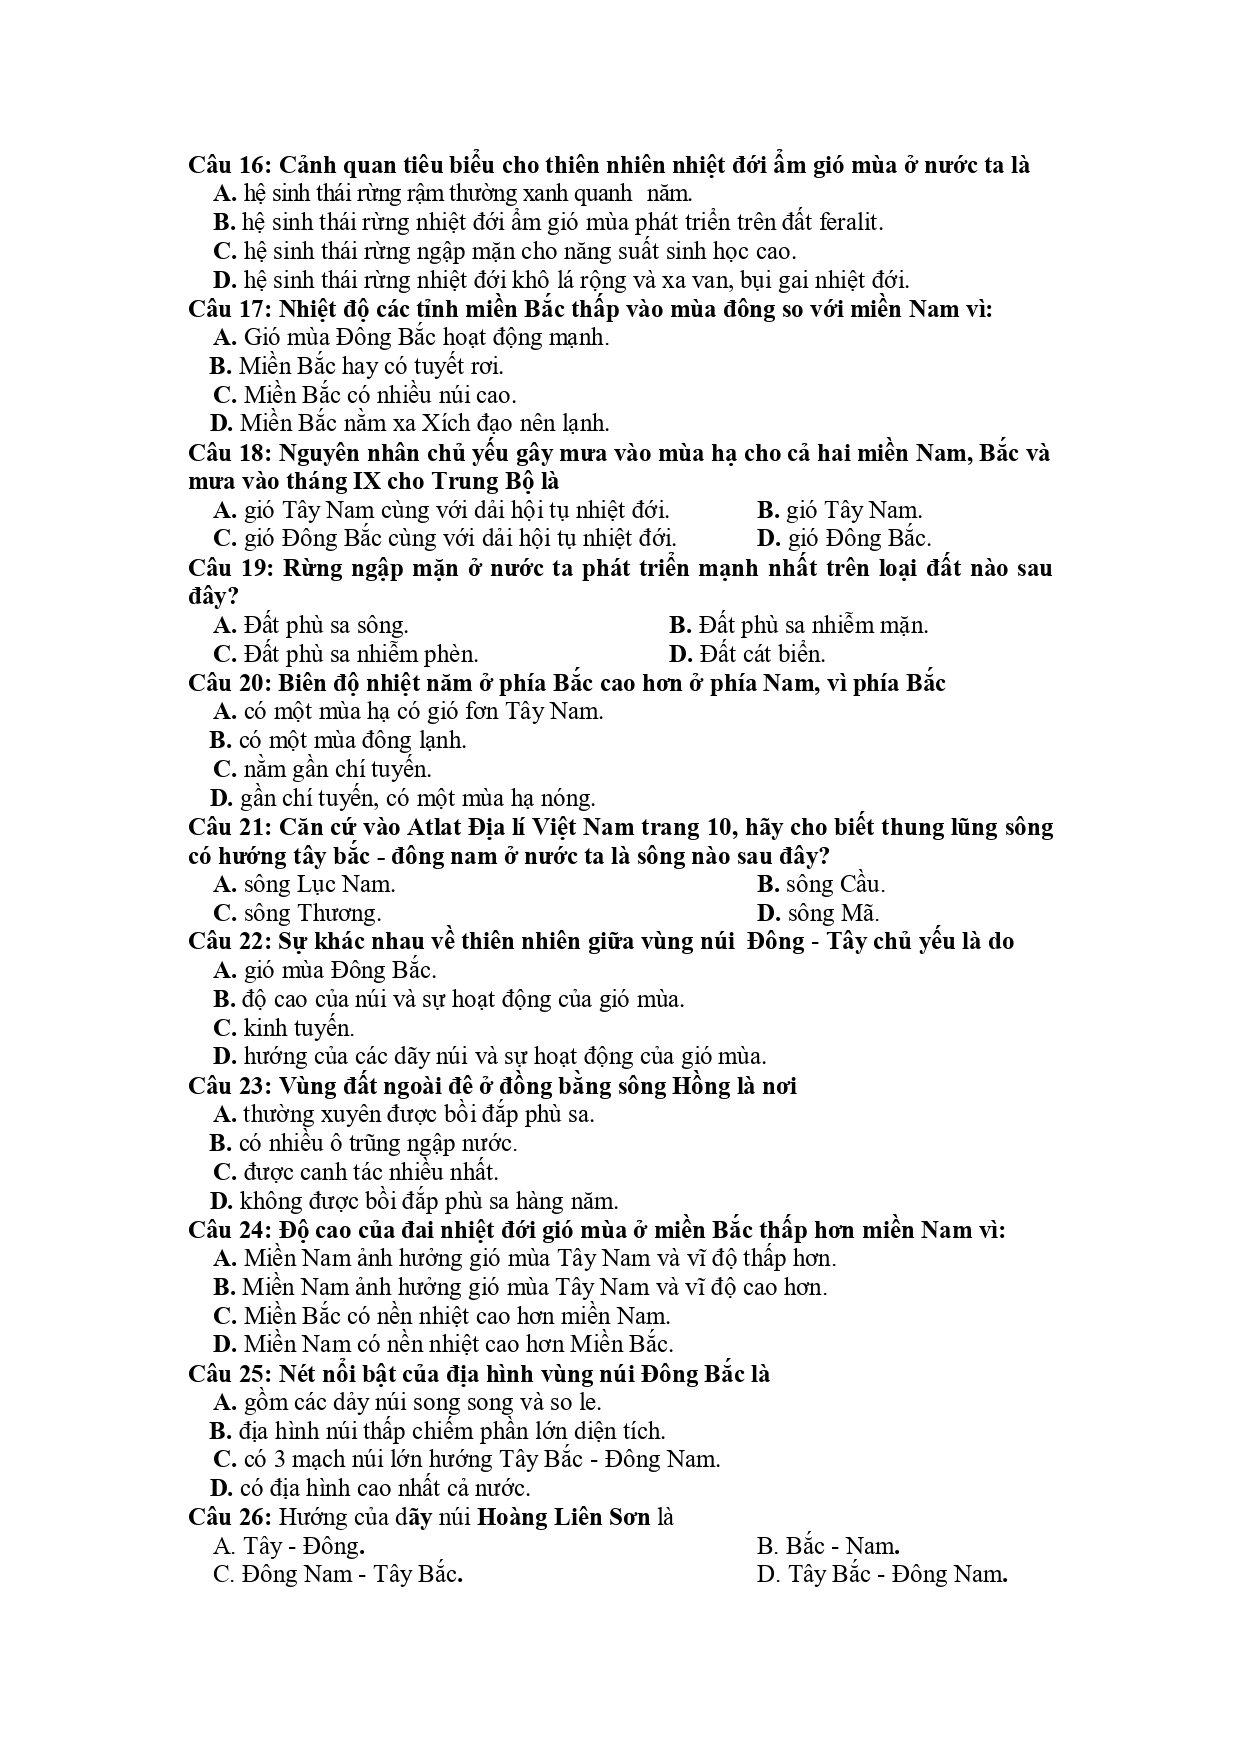 Câu 16: Cảnh quan tiêu biểu cho thiên nhiên nhiệt đới ẩm gió mùa ở nước ta là
A. hệ sinh thái rừng rậm thường xanh quanh năm.
B. hệ sinh thái rừng nhiệt đới ẩm gió mùa phát triển trên đất feralit.
C. hệ sinh thái rừng ngập mặn cho năng suất sinh học cao.
D. hệ sinh thái rừng nhiệt đới khô lá rộng và xa van, bụi gai nhiệt đới.
Câu 17: Nhiệt độ các tỉnh miền Bắc thấp vào mùa đông so với miền Nam vì:
A. Gió mùa Đông Bắc hoạt động mạnh.
B. Miền Bắc hay có tuyết rơi.
C. Miền Bắc có nhiều núi cao.
D. Miền Bắc nằm xa Xích đạo nên lạnh.
Câu 18: Nguyên nhân chủ yếu gây mưa vào mùa hạ cho cả hai miền Nam, Bắc và
mưa vào tháng IX cho Trung Bộ là
A. gió Tây Nam cùng với dải hội tụ nhiệt đới. B. gió Tây Nam.
C. gió Đông Bắc cùng với dải hội tụ nhiệt đới. D. gió Đông Bắc.
Câu 19: Rừng ngập mặn ở nước ta phát triển mạnh nhất trên loại đất nào sau
đây?
A. Đất phù sa sông. B. Đất phù sa nhiễm mặn.
C. Đất phù sa nhiễm phèn. D. Đất cát biển.
Câu 20: Biên độ nhiệt năm ở phía Bắc cao hơn ở phía Nam, vì phía Bắc
A. có một mùa hạ có gió fơn Tây Nam.
B. có một mùa đông lạnh.
C. nằm gần chí tuyến.
D. gần chí tuyến, có một mùa hạ nóng.
Câu 21: Căn cứ vào Atlat Địa lí Việt Nam trang 10, hãy cho biết thung lũng sông
có hướng tây bắc - đông nam ở nước ta là sông nào sau đây?
A. sông Lục Nam. B. sông Cầu.
C. sông Thương. D. sông Mã.
Câu 22: Sự khác nhau về thiên nhiên giữa vùng núi Đông - Tây chủ yếu là do
A. gió mùa Đông Bắc.
B. độ cao của núi và sự hoạt động của gió mùa.
C. kinh tuyến.
D. hướng của các dãy núi và sự hoạt động của gió mùa.
Câu 23: Vùng đất ngoài đê ở đồng bằng sông Hồng là nơi
A. thường xuyên được bồi đắp phù sa.
B. có nhiều ô trũng ngập nước.
C. được canh tác nhiều nhất.
D. không được bồi đắp phù sa hàng năm.
Câu 24: Độ cao của đai nhiệt đới gió mùa ở miền Bắc thấp hơn miền Nam vì:
A. Miền Nam ảnh hưởng gió mùa Tây Nam và vĩ độ thấp hơn.
B. Miền Nam ảnh hưởng gió mùa Tây Nam và vĩ độ cao hơn.
C. Miền Bắc có nền nhiệt cao hơn miền Nam.
D. Miền Nam có nền nhiệt cao hơn Miền Bắc.
Câu 25: Nét nổi bật của địa hình vùng núi Đông Bắc là
A. gồm các dảy núi song song và so le.
B. địa hình núi thấp chiếm phần lớn diện tích.
C. có 3 mạch núi lớn hướng Tây Bắc - Đông Nam.
D. có địa hình cao nhất cả nước.
Câu 26: Hướng của dãy núi Hoàng Liên Sơn là
A. Tây - Đông. B. Bắc - Nam.
C. Đông Nam - Tây Bắc. D. Tây Bắc - Đông Nam.